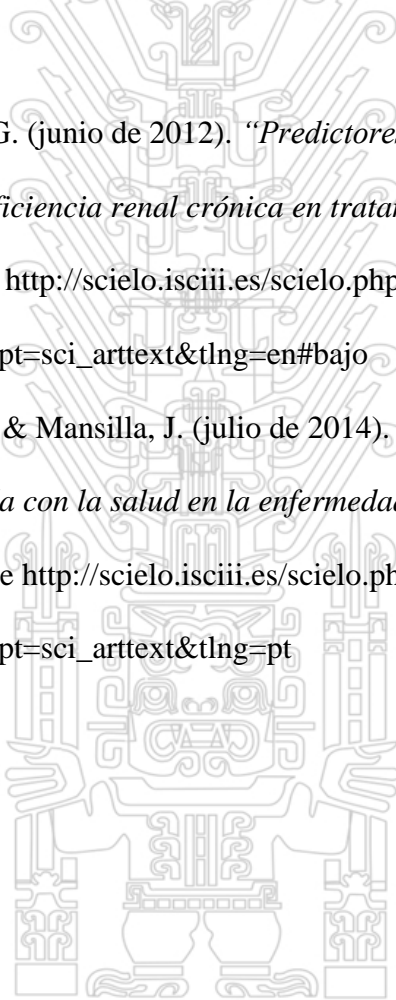 G. (junio de 2012). “Predictores
ficiencia renal crónica en tratam
http://scielo.isciii.es/scielo.php
pt=sci_arttext&tlng=en#bajo
& Mansilla, J. (julio de 2014).
a con la salud en la enfermedad
e http://scielo.isciii.es/scielo.ph
pt=sci_arttext&tlng=pt